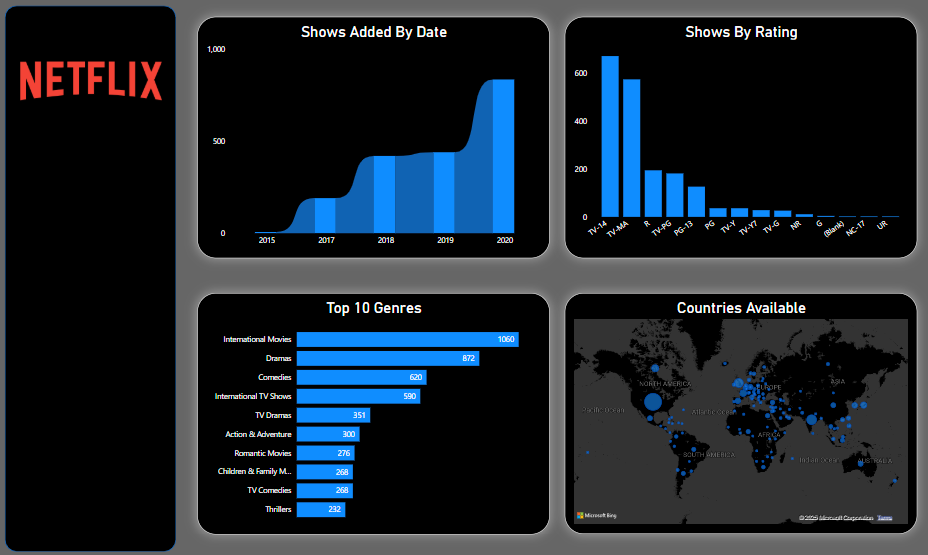 NETFLIX
Shows Added By Date
1,000
500
0
2015 2017 2018 2019 2020
Shows By Rating
600
400
200
0
TV-14 TV-MA R TV-PG PG-13 PG TV-Y TV-Y7 TV-G NR G (Blank) NC-17 UR
Top 10 Genres
International Movies 1060
Dramas 872
Comedies 620
International TV Shows 590
TV Dramas 351
Action & Adventure 300
Romantic Movies 276
Children & Family M... 268
TV Comedies 268
Thrillers 232
Countries Available
NORTH AMERICA
EUROPE
ASIA
Pacific Ocean
Atlantic Ocean
AFRICA
SOUTH AMERICA
Indian Ocean
AUSTRALIA
Microsoft Bing
© 2025 Microsoft Corporation Terms